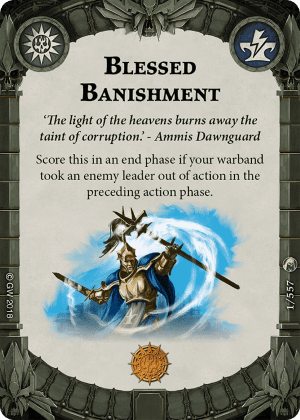 BLESSED
BANISHMENT
‘The light of the heavens burns away the
taint of corruption.’ - Ammis Dawnguard
Score this in an end phase if your warband
took an enemy leader out of action in the
preceding action phase.
© GW 2018
1/557